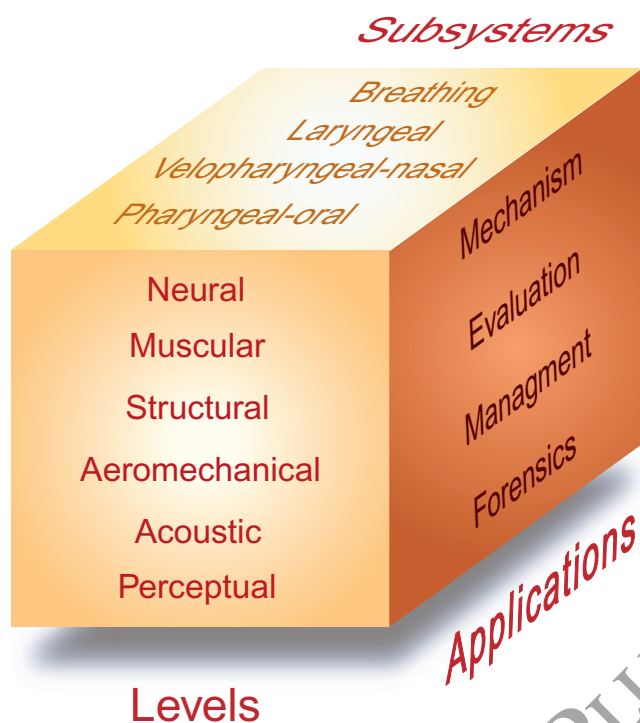 Subsystems
Breathing
Laryngeal
Velopharyngeal-nasal
Pharyngeal-oral
Neural
Muscular
Structural
Aeromechanical
Acoustic
Perceptual
Mechanism
Evaluation
Managment
Forensics
Applications
Levels